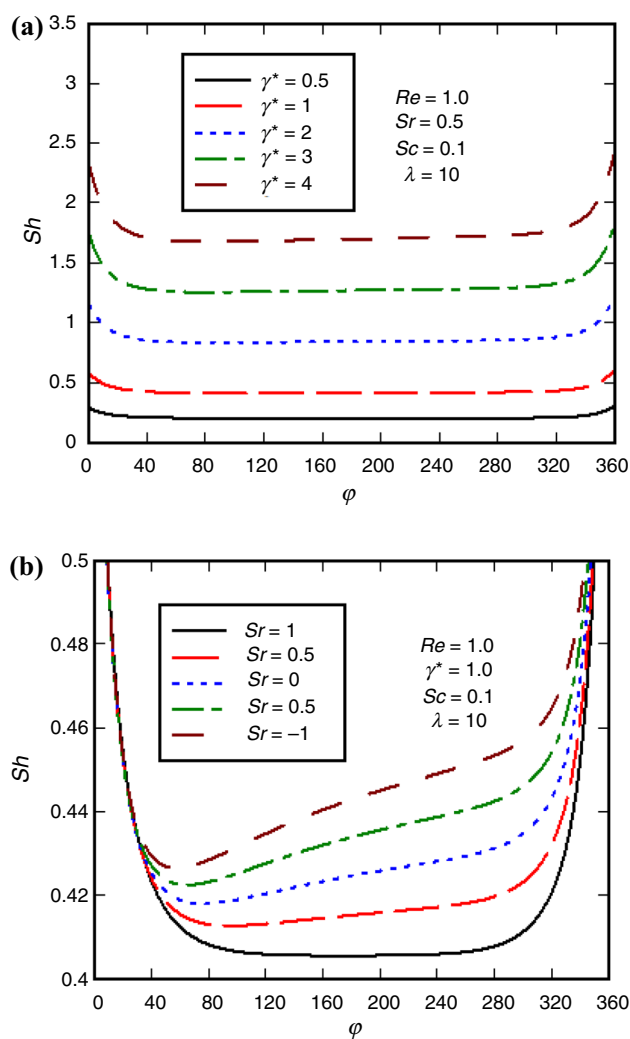 (a)
3.5
3
2.5
2
1.5
1
0.5
0
Sh
γ* = 0.5
γ* = 1
γ* = 2
γ* = 3
γ* = 4
Re = 1.0
Sr = 0.5
Sc = 0.1
λ = 10
0 40 80 120 160 200 240 280 320 360
φ
(b)
0.5
0.48
0.46
0.44
0.42
0.4
Sh
Sr = 1
Sr = 0.5
Sr = 0
Sr = 0.5
Sr = −1
Re = 1.0
γ* = 1.0
Sc = 0.1
λ = 10
0 40 80 120 160 200 240 280 320 360
φ